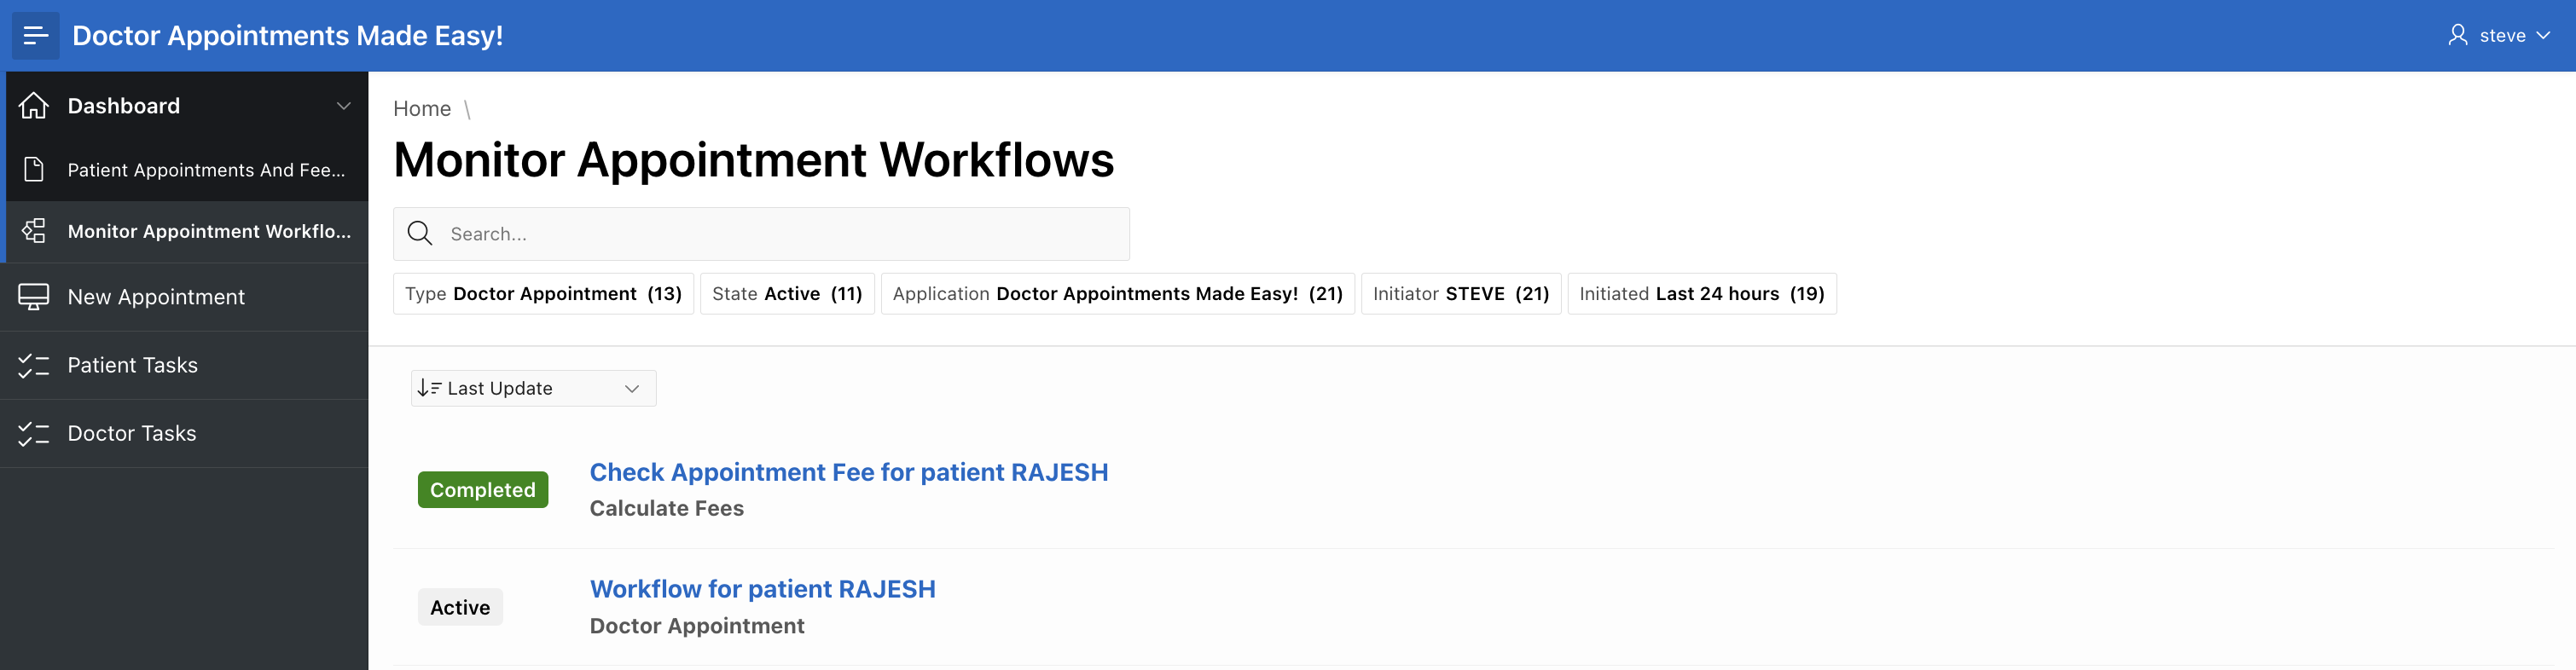 Doctor Appointments Made Easy!
steve
Dashboard
Patient Appointments And Fee...
Monitor Appointment Workflo...
New Appointment
Patient Tasks
Doctor Tasks
Home \
Monitor Appointment Workflows
Search...
Type Doctor Appointment (13) State Active (11) Application Doctor Appointments Made Easy! (21) Initiator STEVE (21) Initiated Last 24 hours (19)
Last Update
Completed
Check Appointment Fee for patient RAJESH
Calculate Fees
Active
Workflow for patient RAJESH
Doctor Appointment